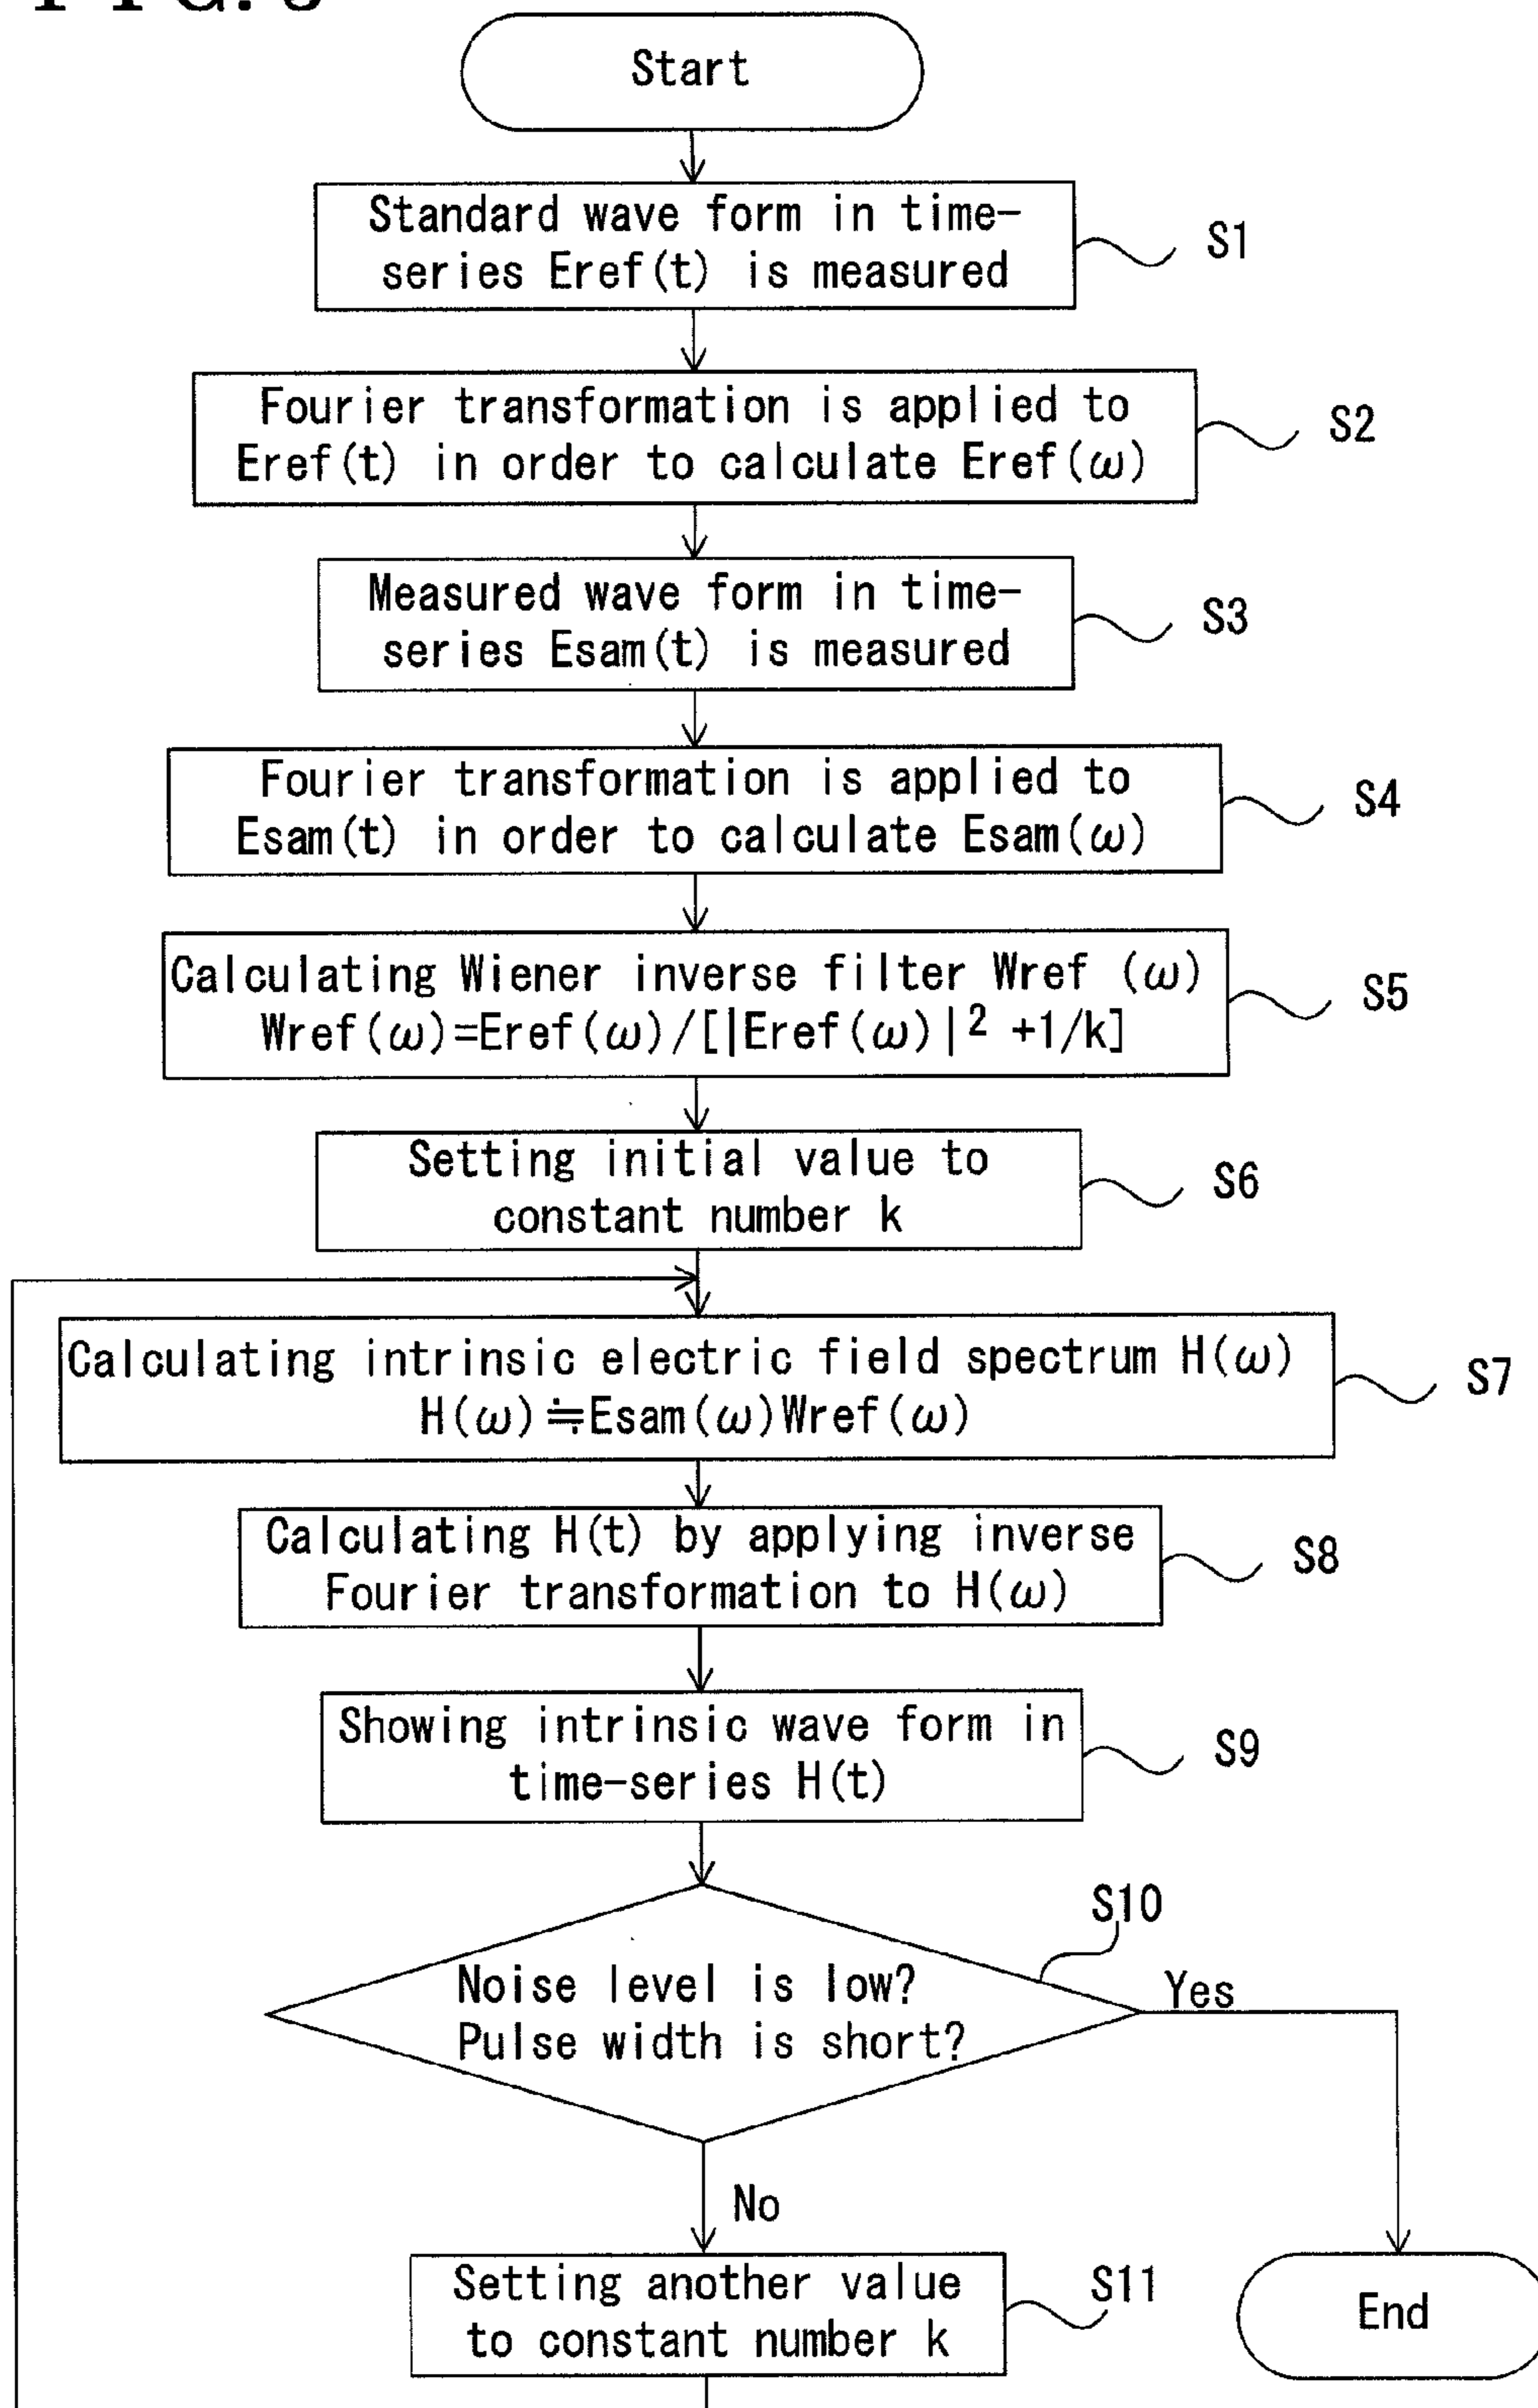 Start
Standard wave form in time-
series Eref(t) is measured
S1
Fourier transformation is applied to
Eref(t) in order to calculate Eref(ω)
S2
Measured wave form in time-
series Esam(t) is measured
S3
Fourier transformation is applied to
Esam(t) in order to calculate Esam(ω)
S4
Calculating Wiener inverse filter Wref (ω)
Wref(ω)=Eref(ω)/[|Eref(ω)|² +1/k]
S5
Setting initial value to
constant number k
S6
Calculating intrinsic electric field spectrum H(ω)
H(ω)≒Esam(ω)Wref(ω)
S7
Calculating H(t) by applying inverse
Fourier transformation to H(ω)
S8
Showing intrinsic wave form in
time-series H(t)
S9
S10
Noise level is low?
Pulse width is short?
Yes
No
Setting another value
to constant number k
S11
End